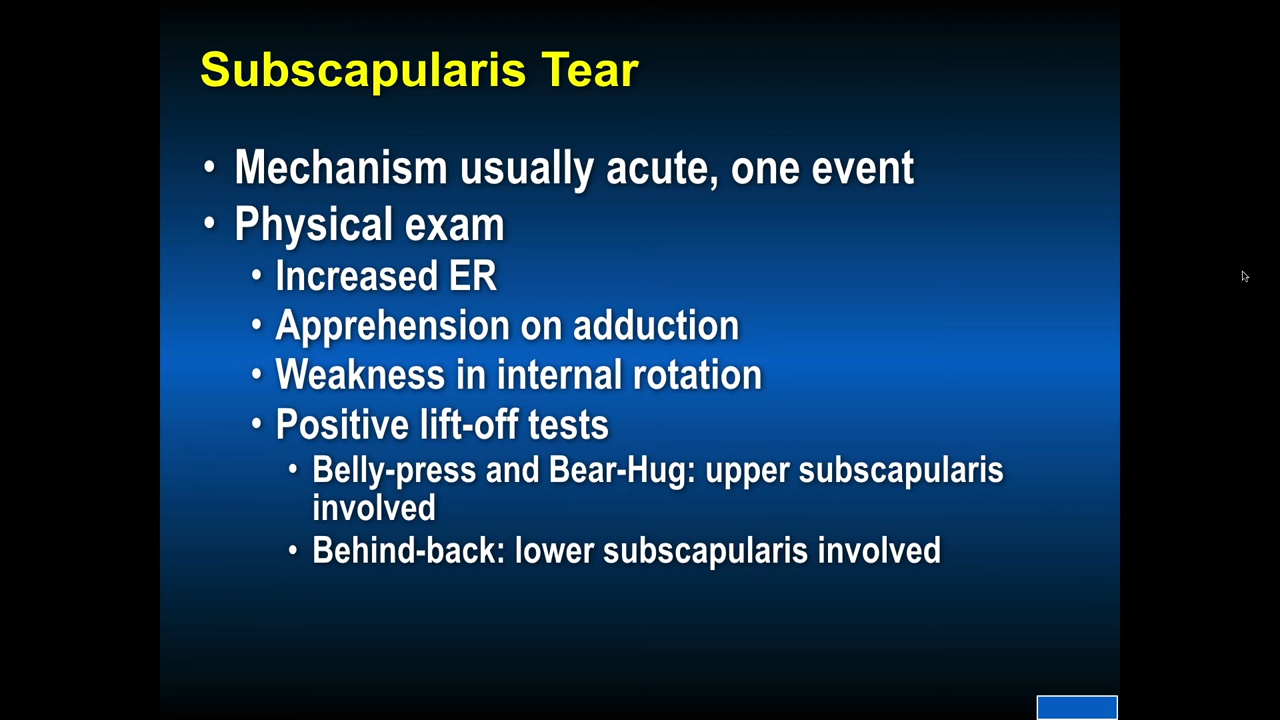 Subscapularis Tear
• Mechanism usually acute, one event
• Physical exam
• Increased ER
• Apprehension on adduction
• Weakness in internal rotation
• Positive lift-off tests
• Belly-press and Bear-Hug: upper subscapularis
involved
• Behind-back: lower subscapularis involved